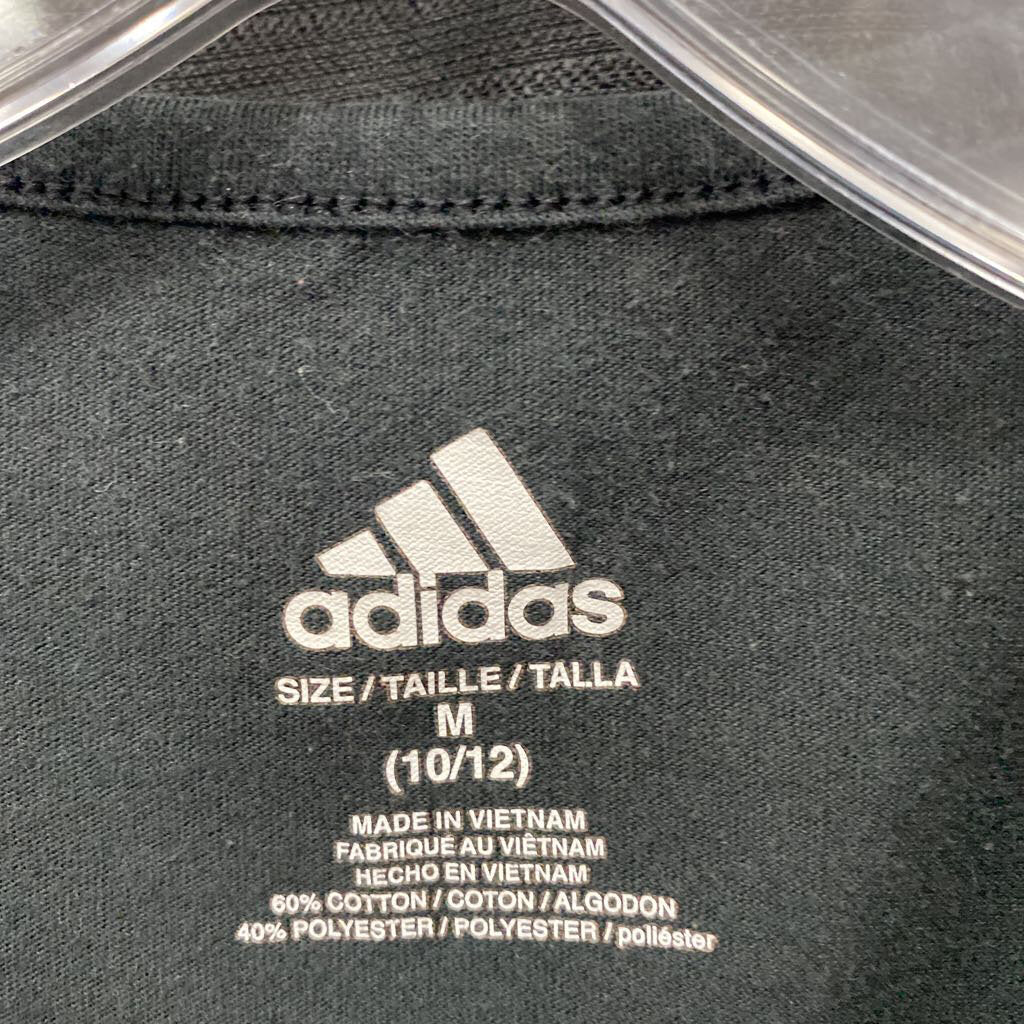 adidas
SIZE / TAILLE / TALLA
M
(10/12)
MADE IN VIETNAM
FABRIQUÉ AU VIÊTNAM
HECHO EN VIETNAM
60% COTTON / COTON / ALGODON
40% POLYESTER / POLYESTER / poliéster